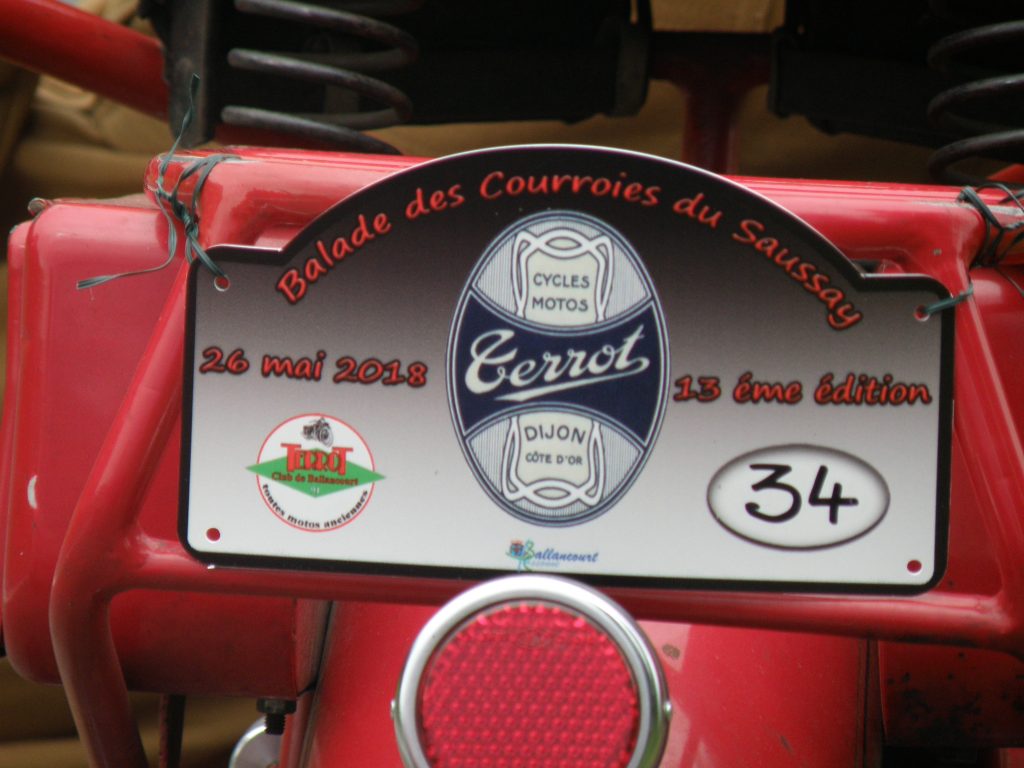 Balade des Courroies du Saussay
CYCLES
MOTOS
Terrot
26 mai 2018
13 éme édition
DIJON
CÔTE D'OR
TERROT
Club de Ballancourt
91
toutes motos anciennes
34
Ballancourt